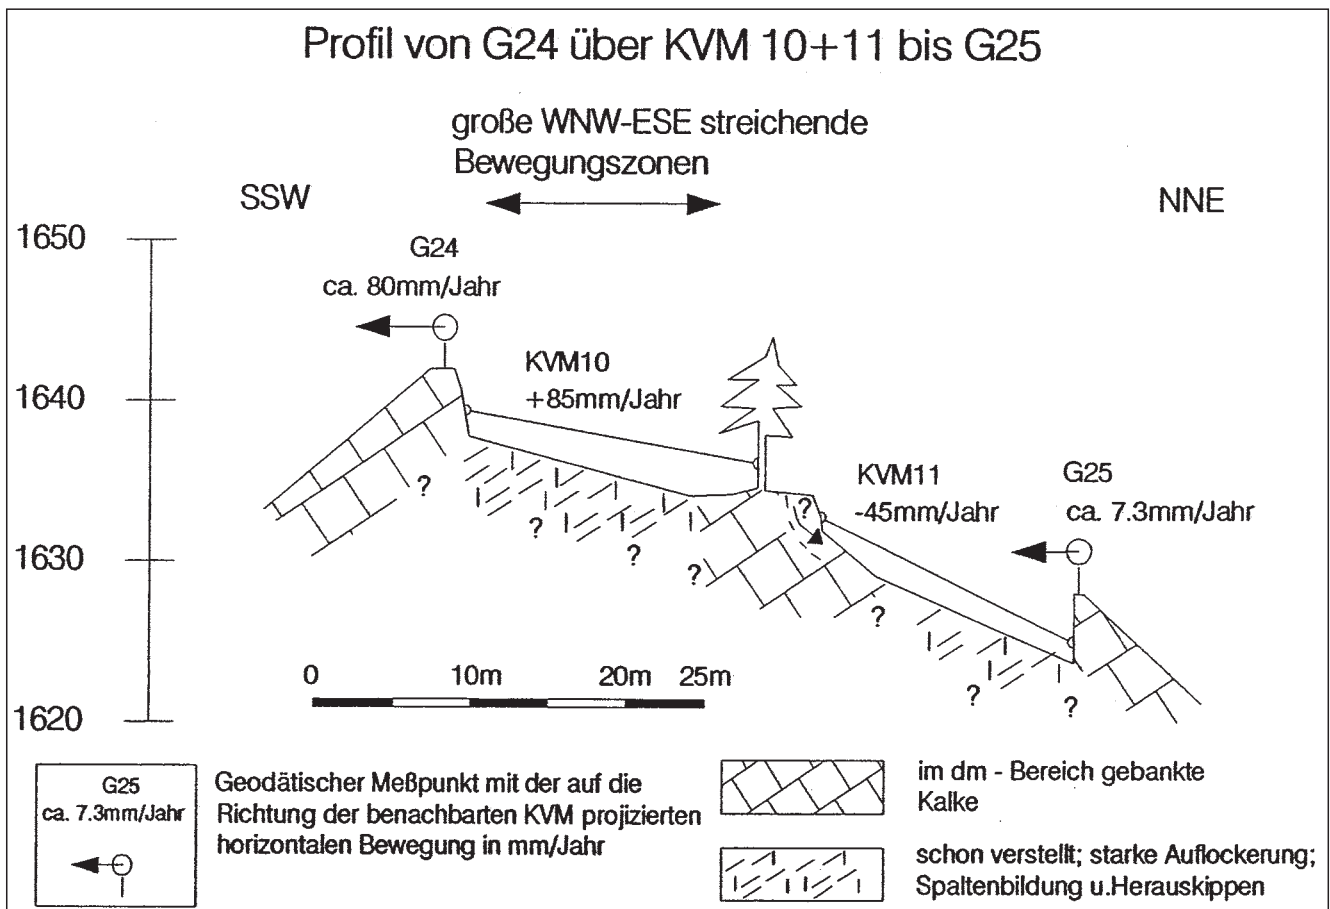 Profil von G24 über KVM 10+11 bis G25
große WNW-ESE streichende
Bewegungszonen
SSW
NNE
1650
G24
ca. 80mm/Jahr
KVM10
+85mm/Jahr
1640
KVM11
-45mm/Jahr
G25
ca. 7.3mm/Jahr
?
?
?
?
?
?
?
?
1630
0
10m
20m
25m
1620
G25
ca. 7.3mm/Jahr
Geodätischer Meßpunkt mit der auf die
Richtung der benachbarten KVM projizierten
horizontalen Bewegung in mm/Jahr
im dm - Bereich gebankte
Kalke
schon verstellt; starke Auflockerung;
Spaltenbildung u.Herauskippen